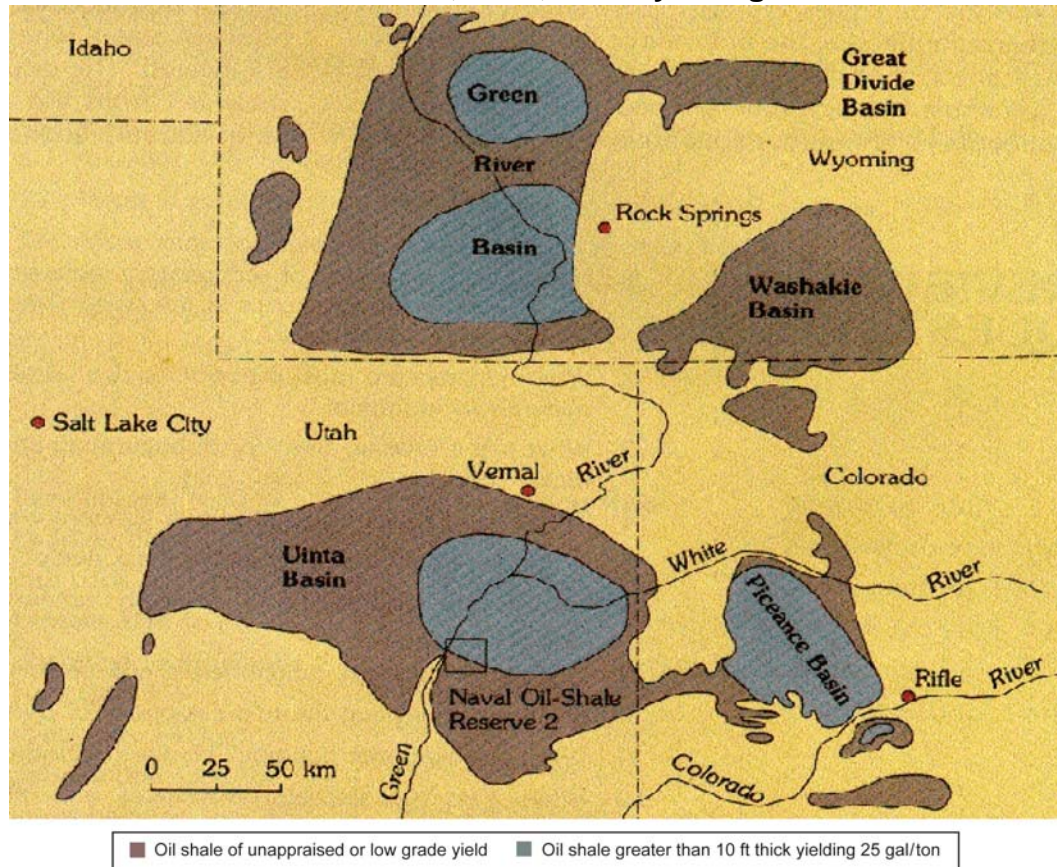 Idaho
Great
Divide
Basin
Green
Wyoming
River
Rock Springs
Basin
Washakie
Basin
Salt Lake City
Utah
Vernal
River
Colorado
Uinta
Basin
White
River
Piceance Basin
Naval Oil-Shale
Reserve 2
Rifle
River
0 25 50 km
Green
Colorado
Oil shale of unappraised or low grade yield
Oil shale greater than 10 ft thick yielding 25 gal/ton